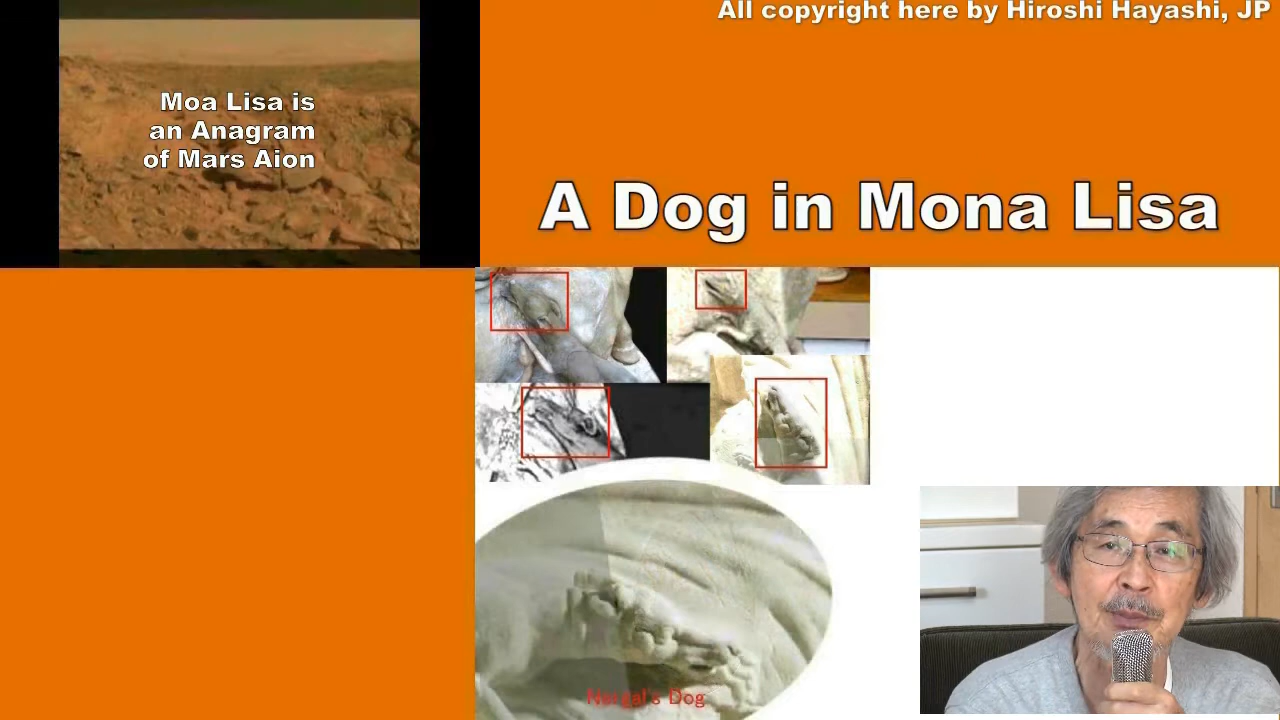 All copyright here by Hiroshi Hayashi, JP
Moa Lisa is
an Anagram
of Mars Aion
A Dog in Mona Lisa
Nergal's Dog